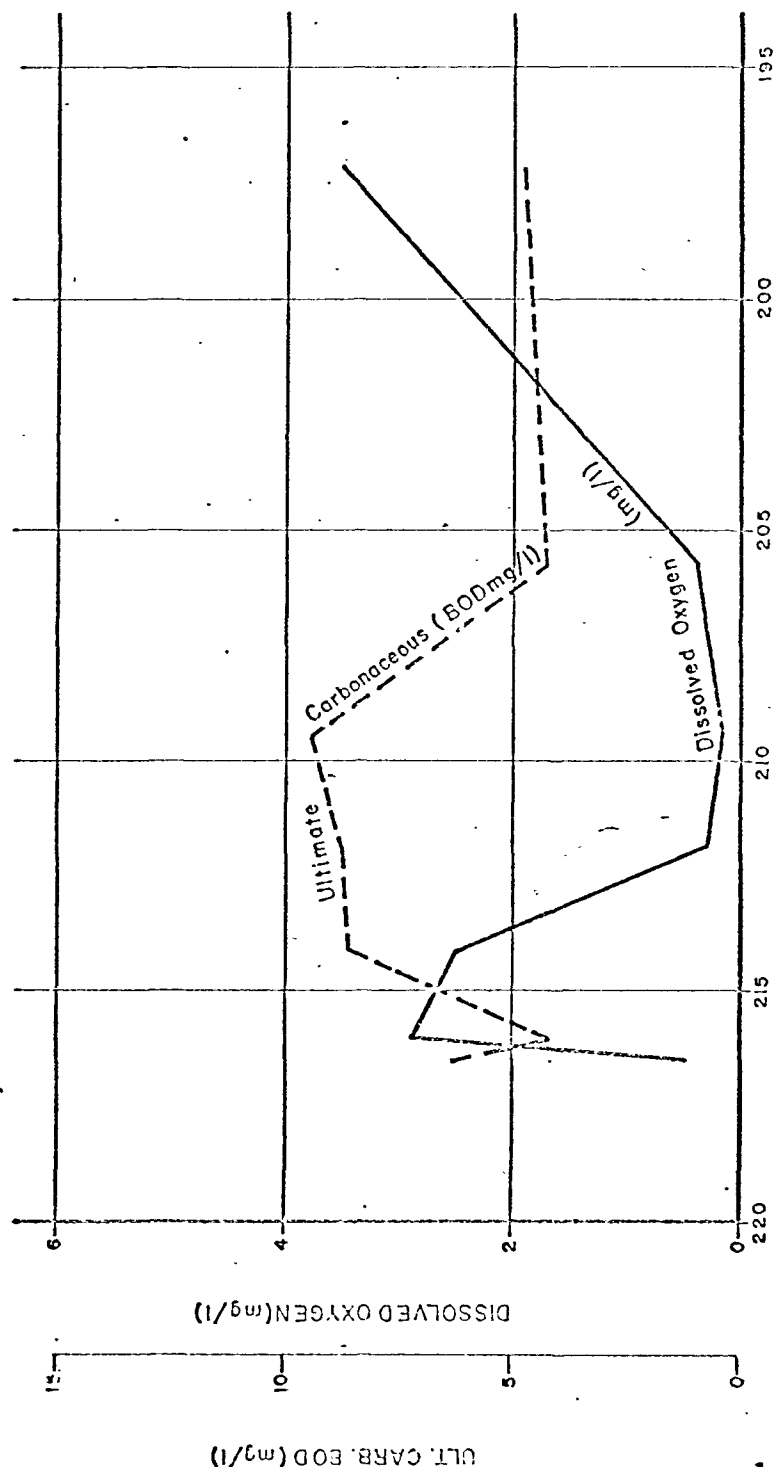 ULT. CARB. BOD (mg/l)
15
10
5
0
DISSOLVED OXYGEN (mg/l)
6
4
2
0
220
215
210
205
200
195
Ultimate
Carbonaceous (BOD mg/l)
Dissolved Oxygen
(mg/l)